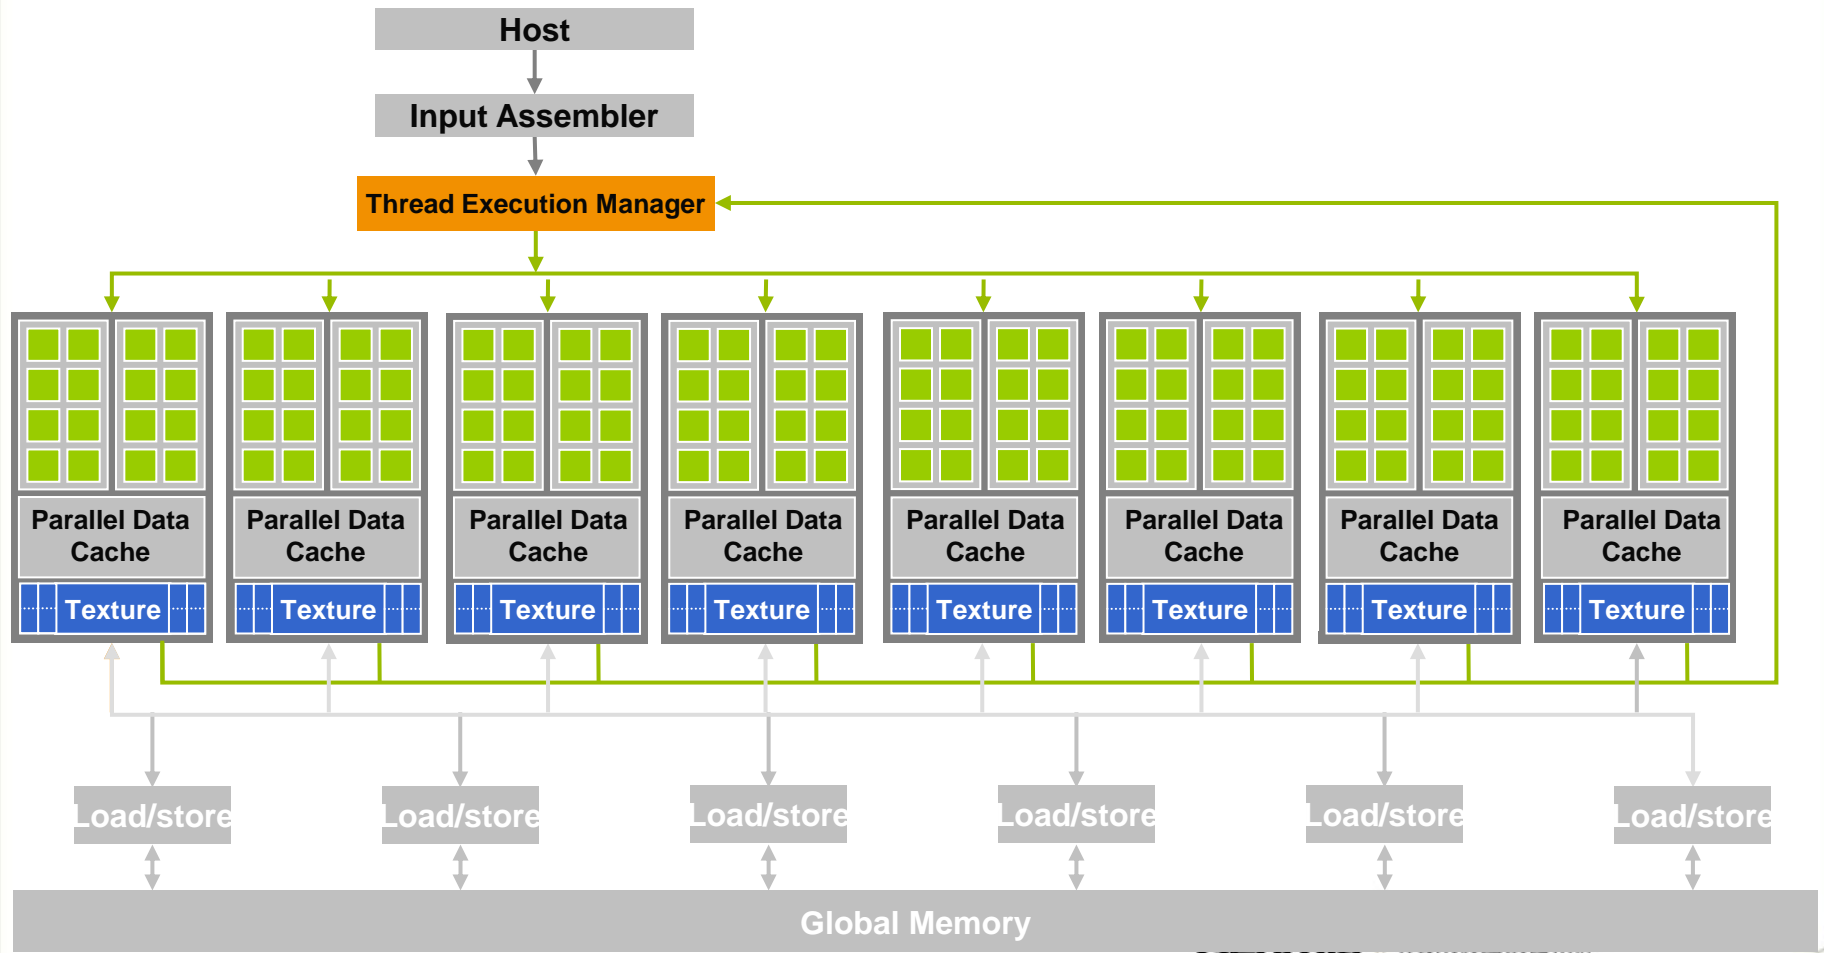 Host
Input Assembler
Thread Execution Manager
Parallel Data Cache
Parallel Data Cache
Parallel Data Cache
Parallel Data Cache
Parallel Data Cache
Parallel Data Cache
Parallel Data Cache
Parallel Data Cache
Texture
Texture
Texture
Texture
Texture
Texture
Texture
Texture
Load/store
Load/store
Load/store
Load/store
Load/store
Load/store
Global Memory